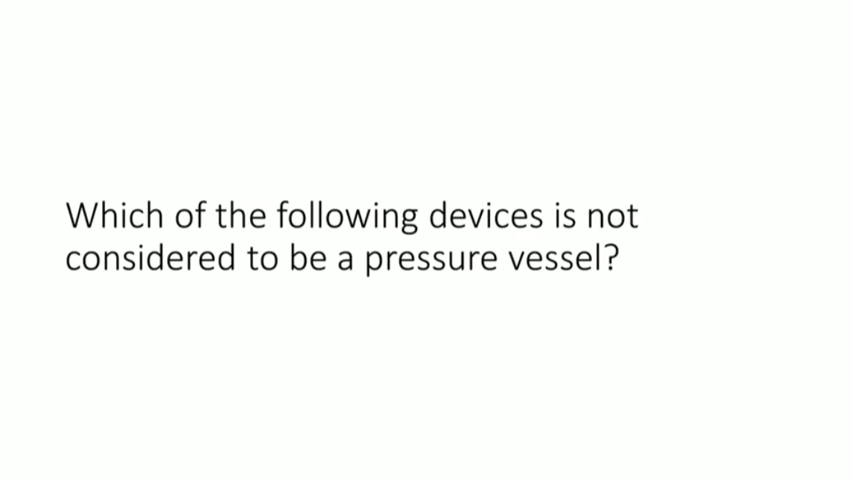 Which of the following devices is not
considered to be a pressure vessel?